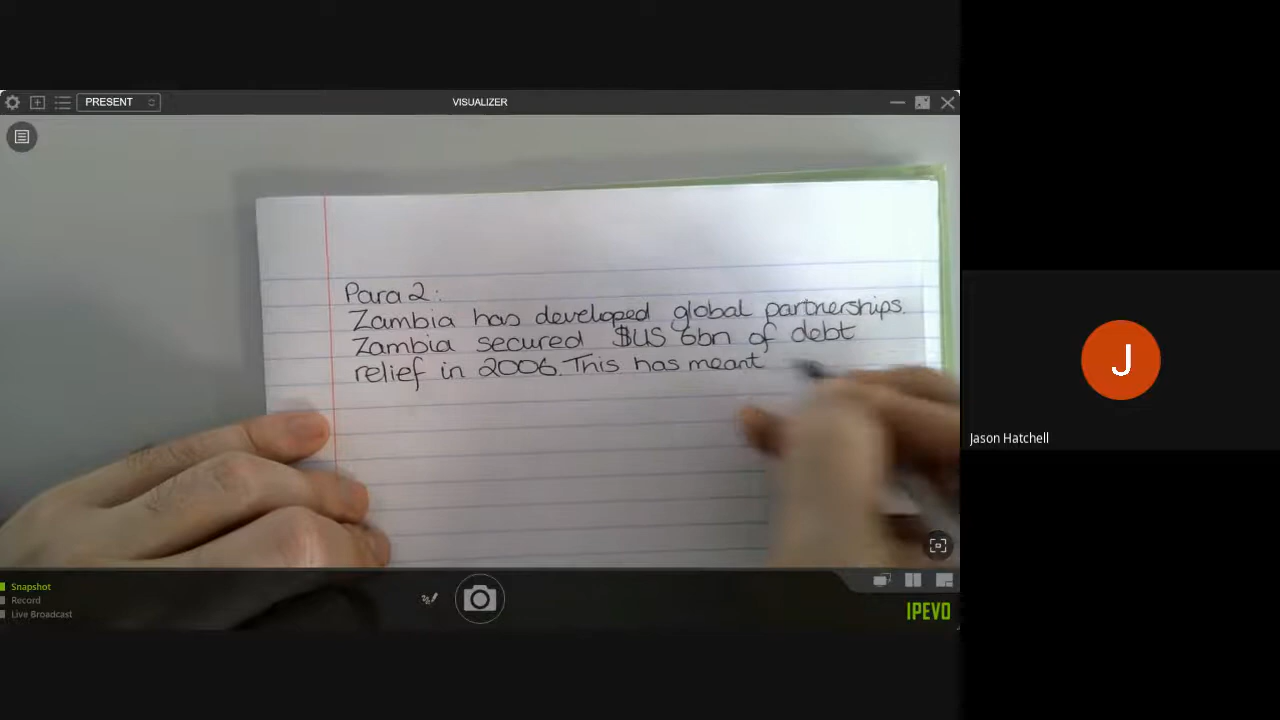 PRESENT
VISUALIZER
Para 2:
Zambia has developed global partnerships.
Zambia secured $US 6bn of debt
relief in 2006. This has meant
J
Jason Hatchell
Snapshot
Record
Live Broadcast
IPEVO